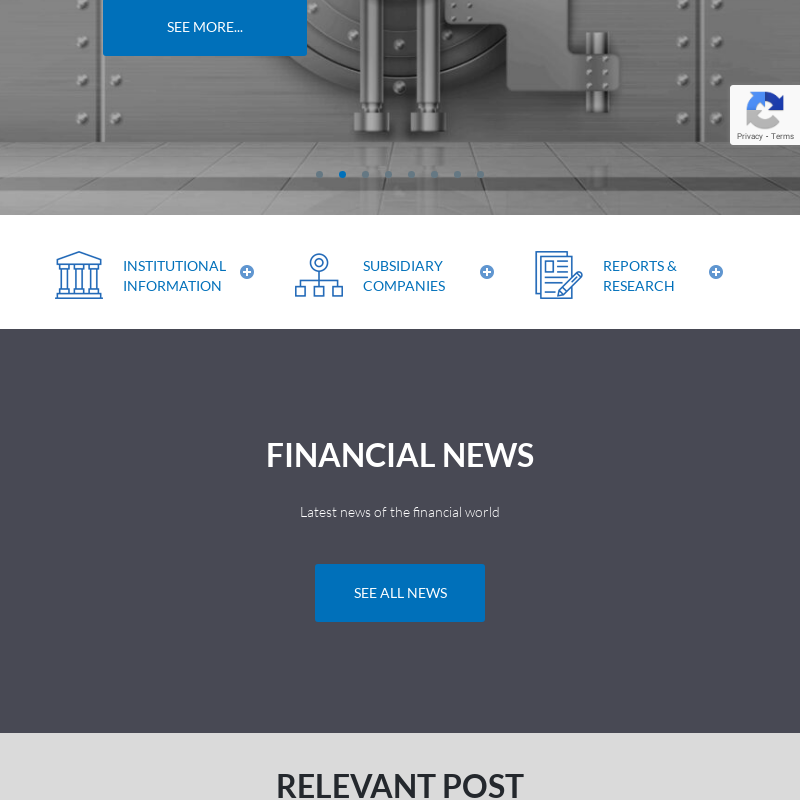 SEE MORE...
Privacy - Terms
INSTITUTIONAL
INFORMATION
SUBSIDIARY
COMPANIES
REPORTS &
RESEARCH
FINANCIAL NEWS
Latest news of the financial world
SEE ALL NEWS
RELEVANT POST